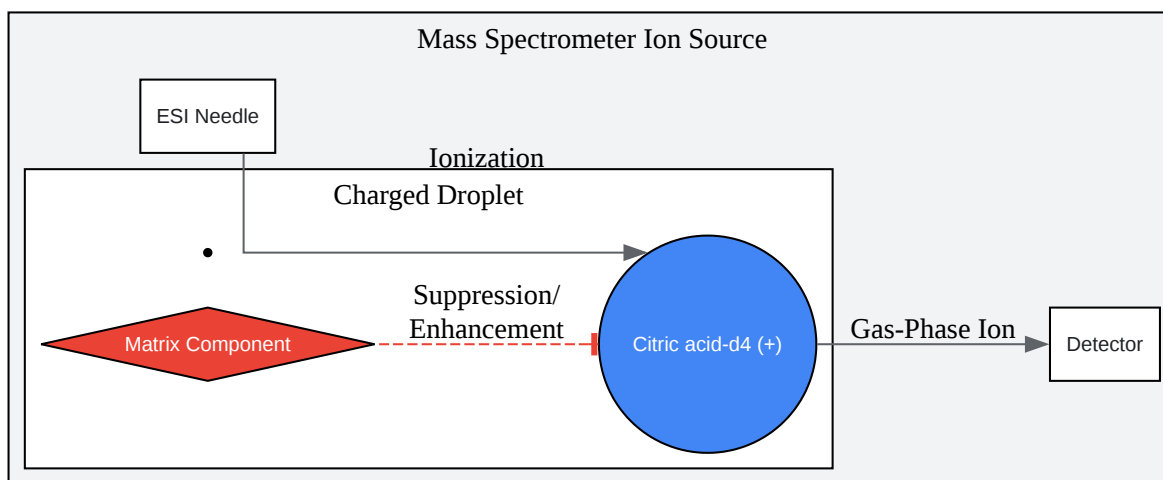 Mass Spectrometer Ion Source
ESI Needle
Ionization
Charged Droplet
Suppression/
Enhancement
Matrix Component
Citric acid-d4 (+)
Gas-Phase Ion
Detector